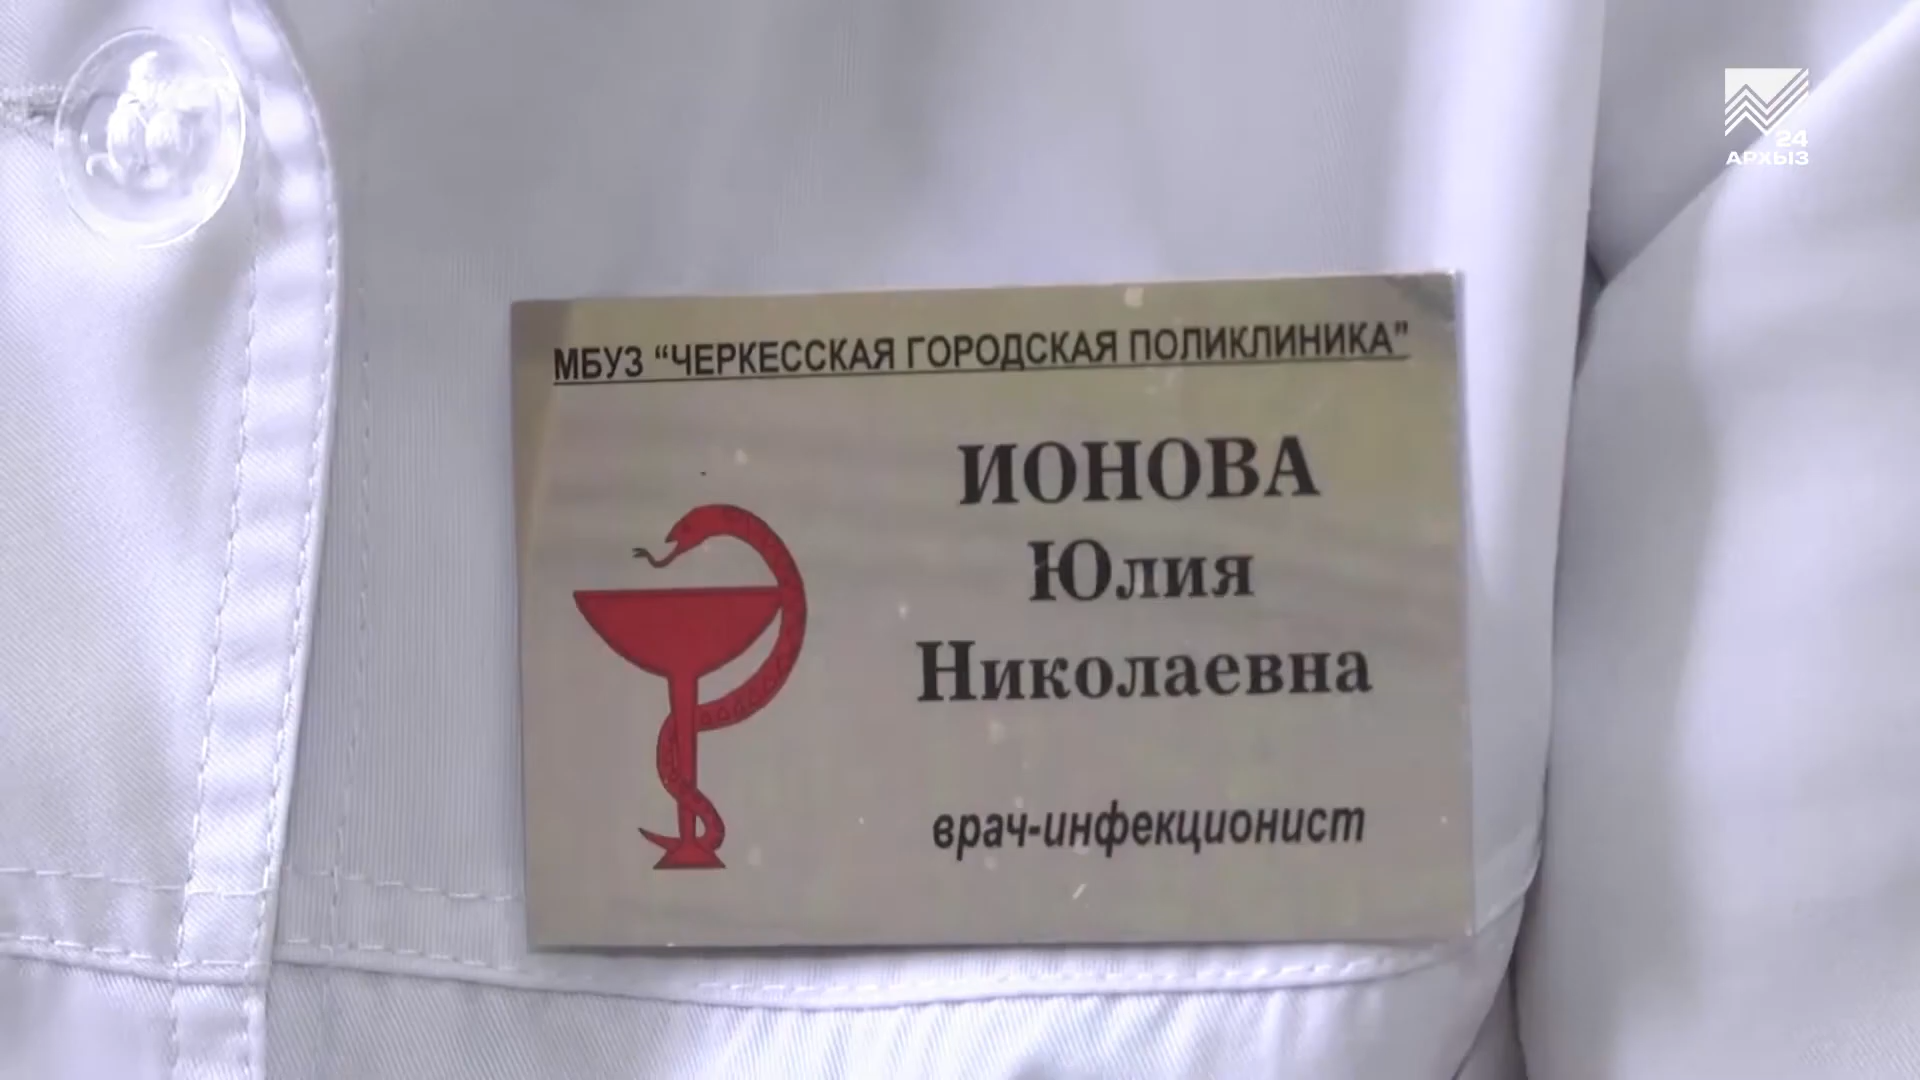 24
АРХЫЗ
МБУЗ “ЧЕРКЕССКАЯ ГОРОДСКАЯ ПОЛИКЛИНИКА”
ИОНОВА
Юлия
Николаевна
врач-инфекционист